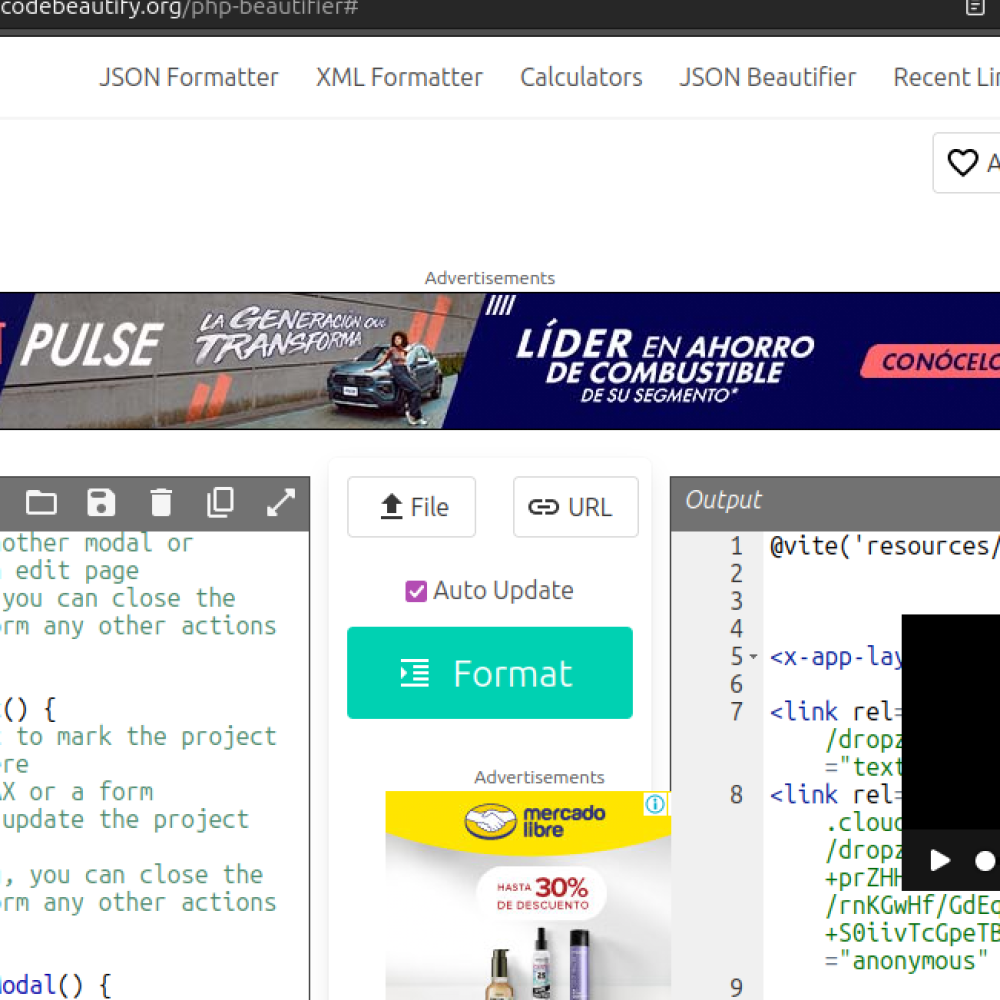 codebeautify.org/php-beautifier#
JSON Formatter XML Formatter Calculators JSON Beautifier Recent
Advertisements
PULSE
LA GENERACIÓN QUE
TRANSFORMA
LÍDER EN AHORRO
DE COMBUSTIBLE
DE SU SEGMENTO*
CONÓCELO
File
URL
Auto Update
Format
Advertisements
mercado
libre
HASTA 30%
DE DESCUENTO
other modal or
edit page
you can close the
rm any other actions
() {
to mark the project
re
AX or a form
update the project
, you can close the
rm any other actions
Modal() {
Output
1 @vite('resources/
2
3
4
5 <x-app-lay
6
7 <link rel=
/dropz
="text
8 <link rel=
.cloud
/dropz
+prZHH
/rnKGwHf/GdEc
+S0iivTcGpeTB
="anonymous"
9